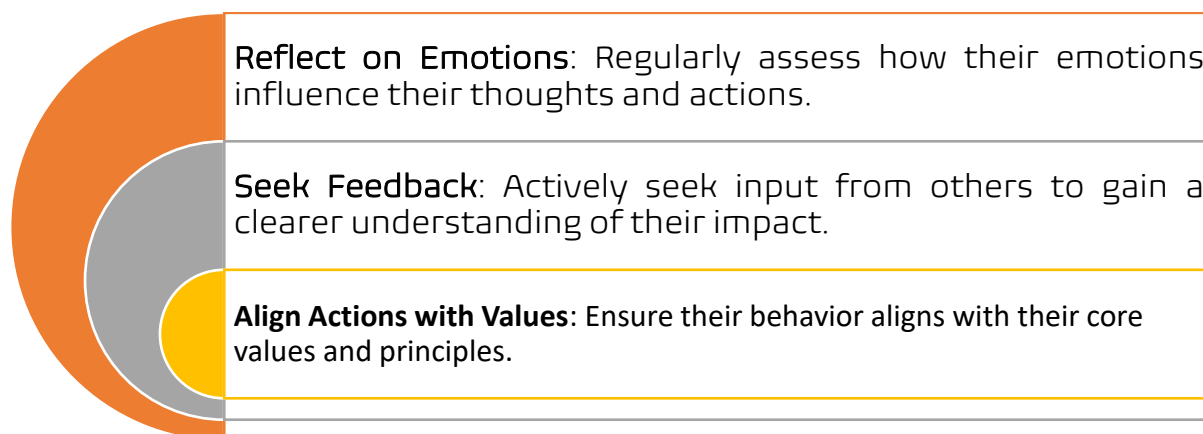 Reflect on Emotions: Regularly assess how their emotions
influence their thoughts and actions.
Seek Feedback: Actively seek input from others to gain a
clearer understanding of their impact.
Align Actions with Values: Ensure their behavior aligns with their core
values and principles.